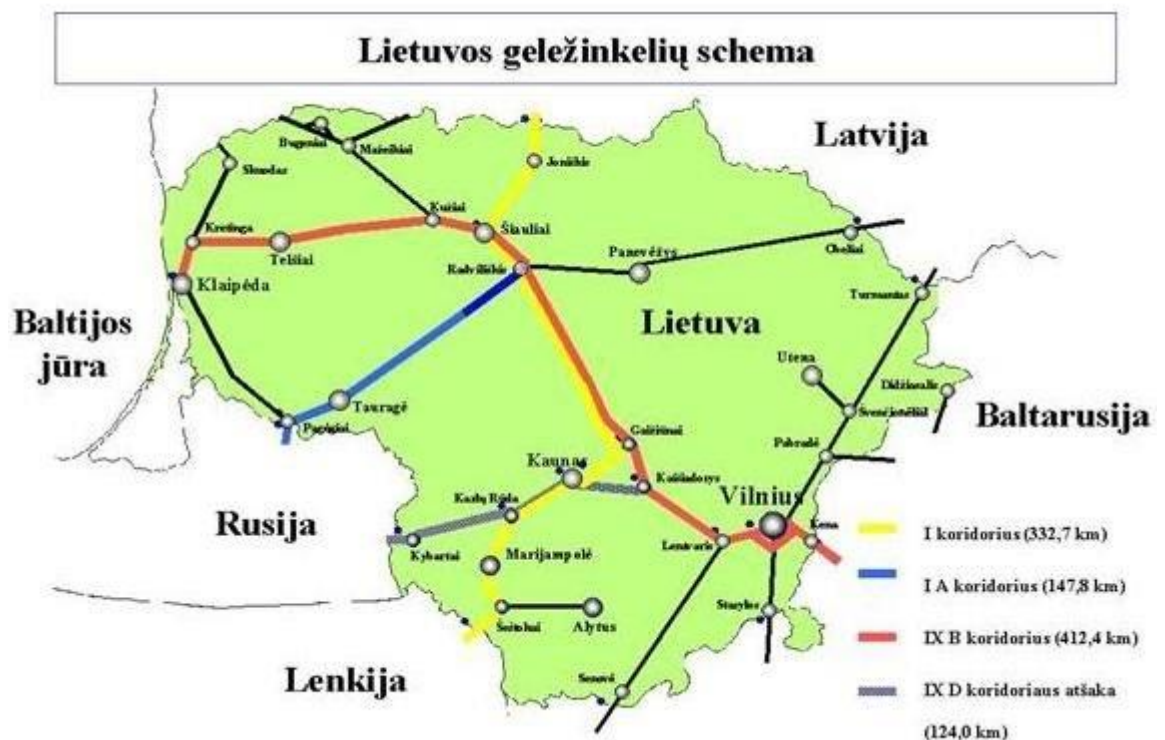 Lietuvos geležinkelių schema
Latvija
Bugeniai
Mažeikiai
Skuodas
Joniškis
Kužiai
Kretinga
Šiauliai
Telšiai
Radviliškis
Panevėžys
Obeliai
Klaipėda
Turmantas
Baltijos
jūra
Lietuva
Utena
Didžiasalis
Tauragė
Švenčionėliai
Baltarusija
Pagėgiai
Gaižiūnai
Pabradė
Kaunas
Kaišiadorys
Vilnius
Kazlų Rūda
Rusija
Kena
Kybartai
Lentvaris
I koridorius (332,7 km)
Marijampolė
I A koridorius (147,8 km)
Stasylos
Šeštokai
Alytus
IX B koridorius (412,4 km)
Lenkija
Senovė
IX D koridoriaus atšaka
(124,0 km)